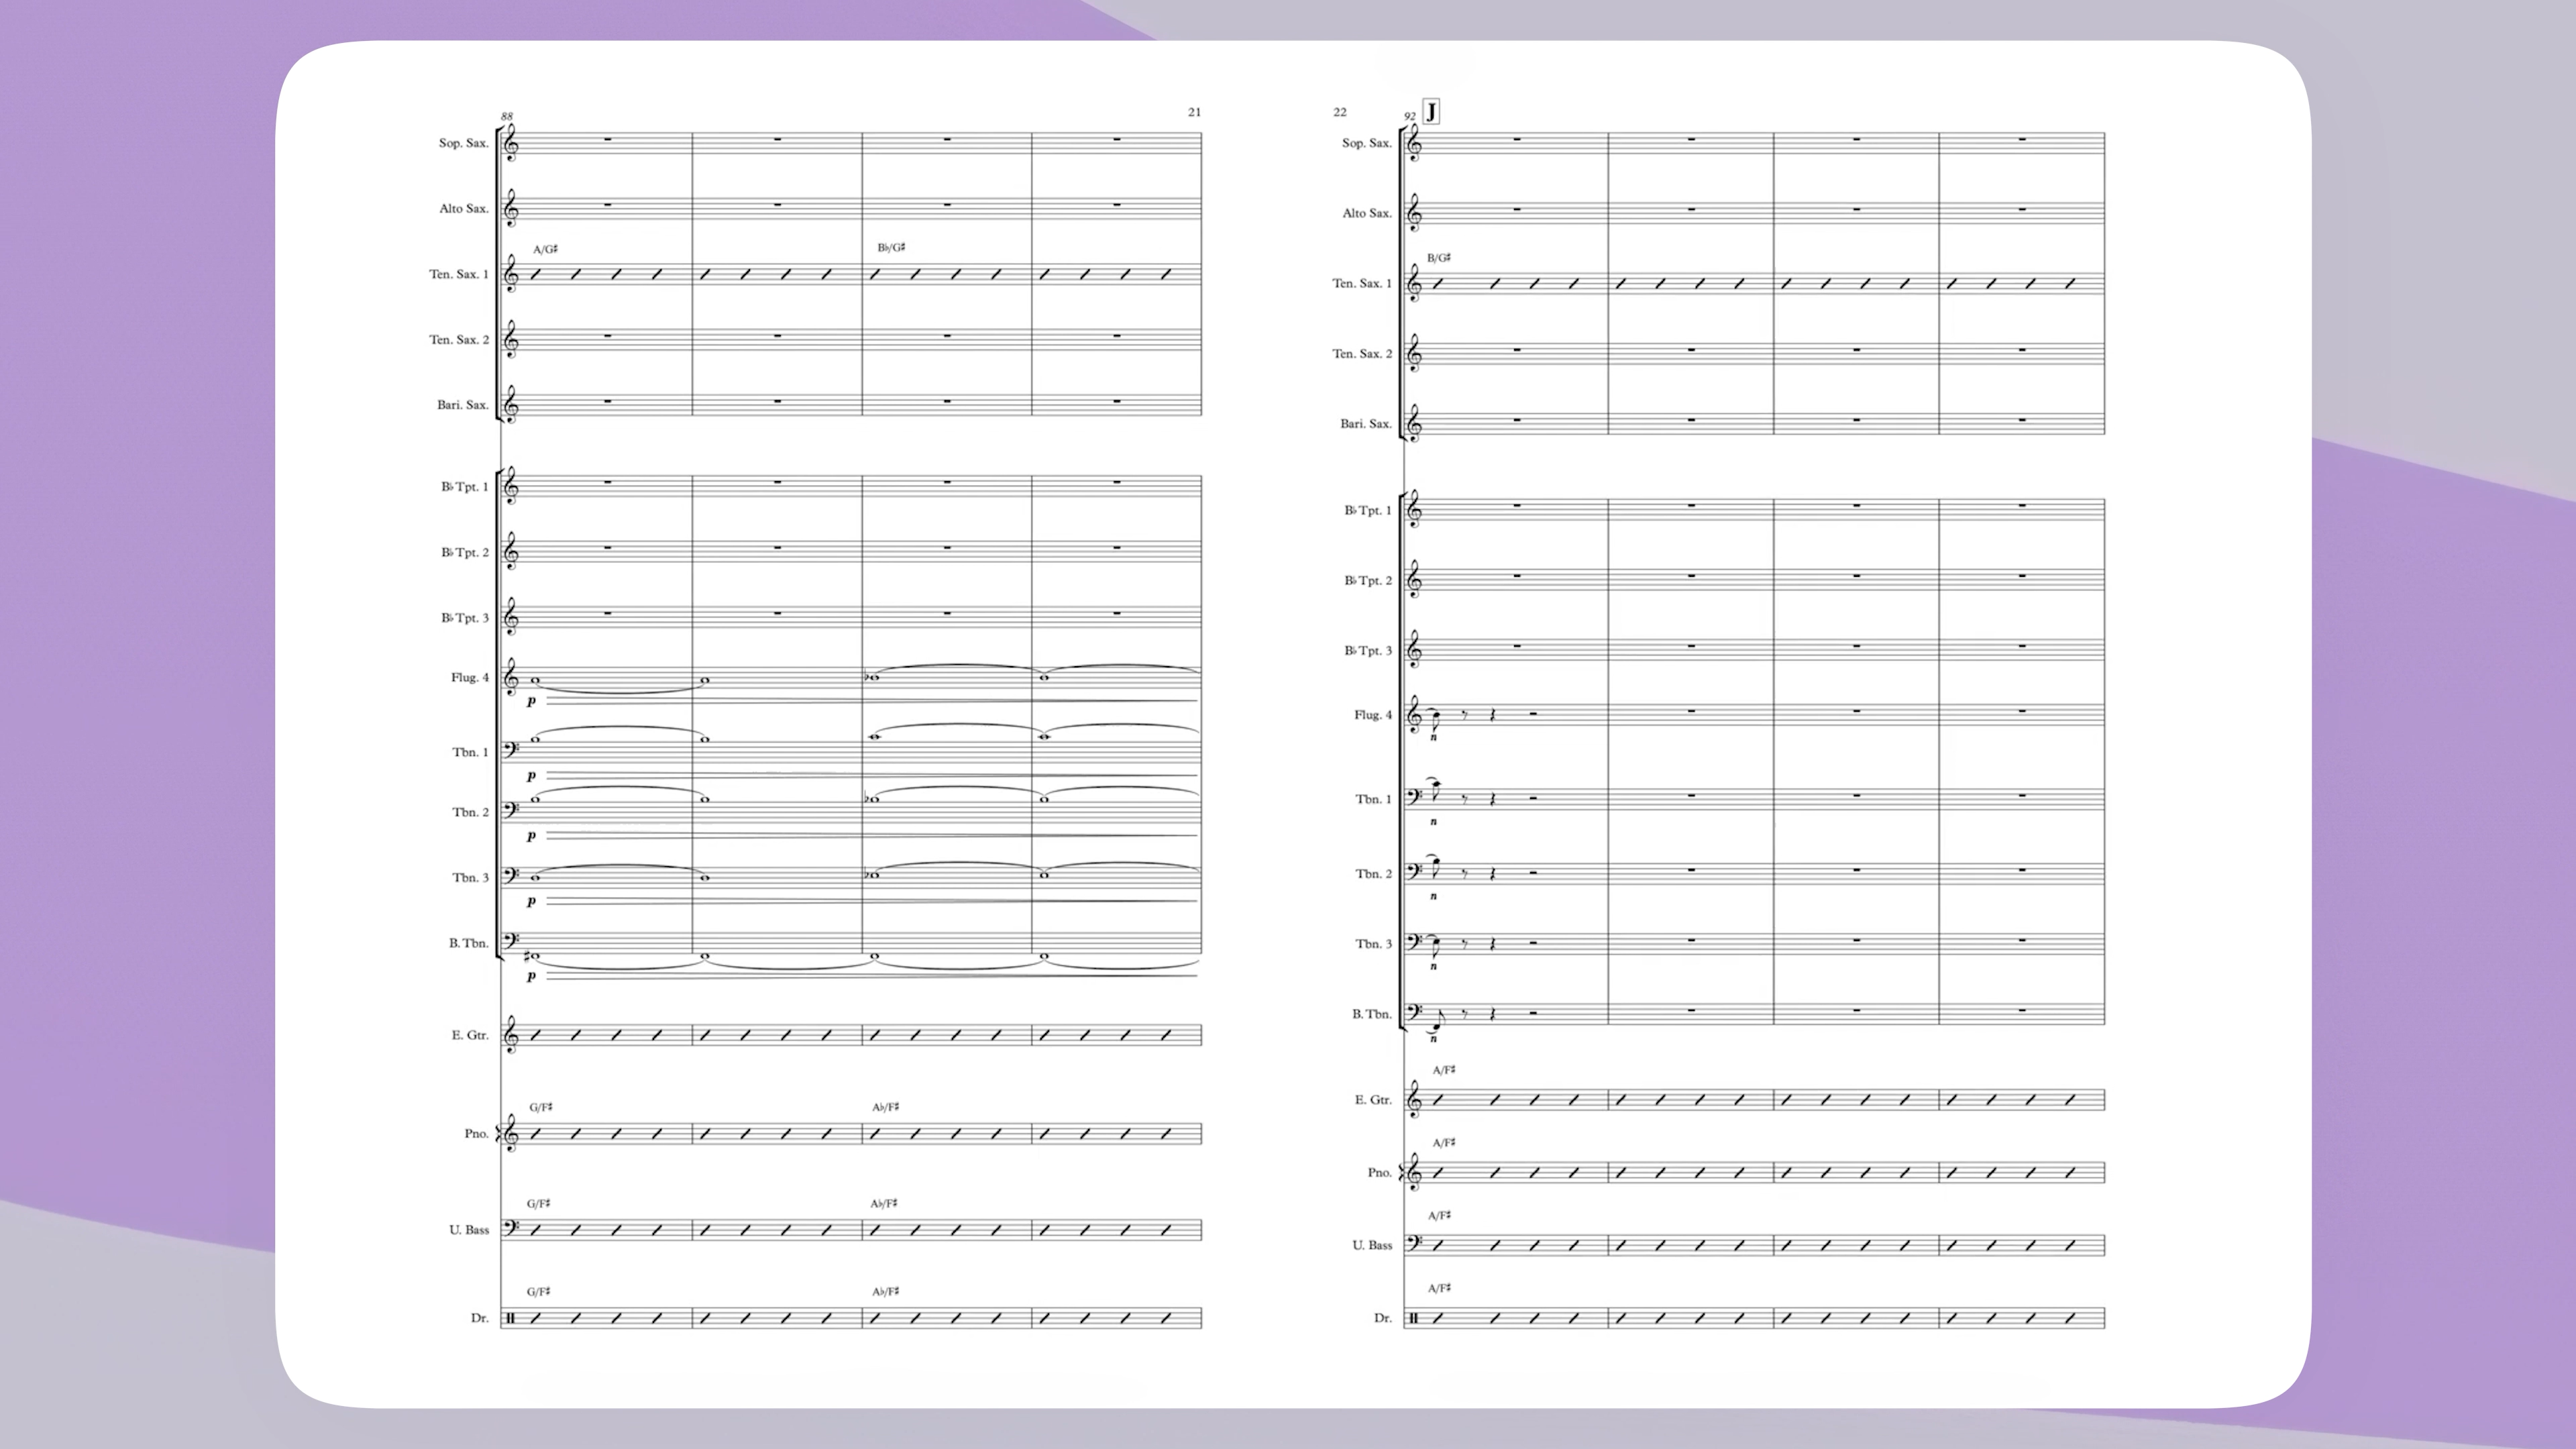 88
21
Sop. Sax.
Alto Sax.
A/G♯ B♭/G♯
Ten. Sax. 1
Ten. Sax. 2
Bari. Sax.
B♭ Tpt. 1
B♭ Tpt. 2
B♭ Tpt. 3
Flug. 4
p
Tbn. 1
p
Tbn. 2
p
Tbn. 3
p
B. Tbn.
p
E. Gtr.
G/F♯ A♭/F♯
Pno.
G/F♯ A♭/F♯
U. Bass
G/F♯ A♭/F♯
Dr.
22
92 J
Sop. Sax.
Alto Sax.
B/G♯
Ten. Sax. 1
Ten. Sax. 2
Bari. Sax.
B♭ Tpt. 1
B♭ Tpt. 2
B♭ Tpt. 3
Flug. 4
n
Tbn. 1
n
Tbn. 2
n
Tbn. 3
n
B. Tbn.
n
A/F♯
E. Gtr.
A/F♯
Pno.
A/F♯
U. Bass
A/F♯
Dr.